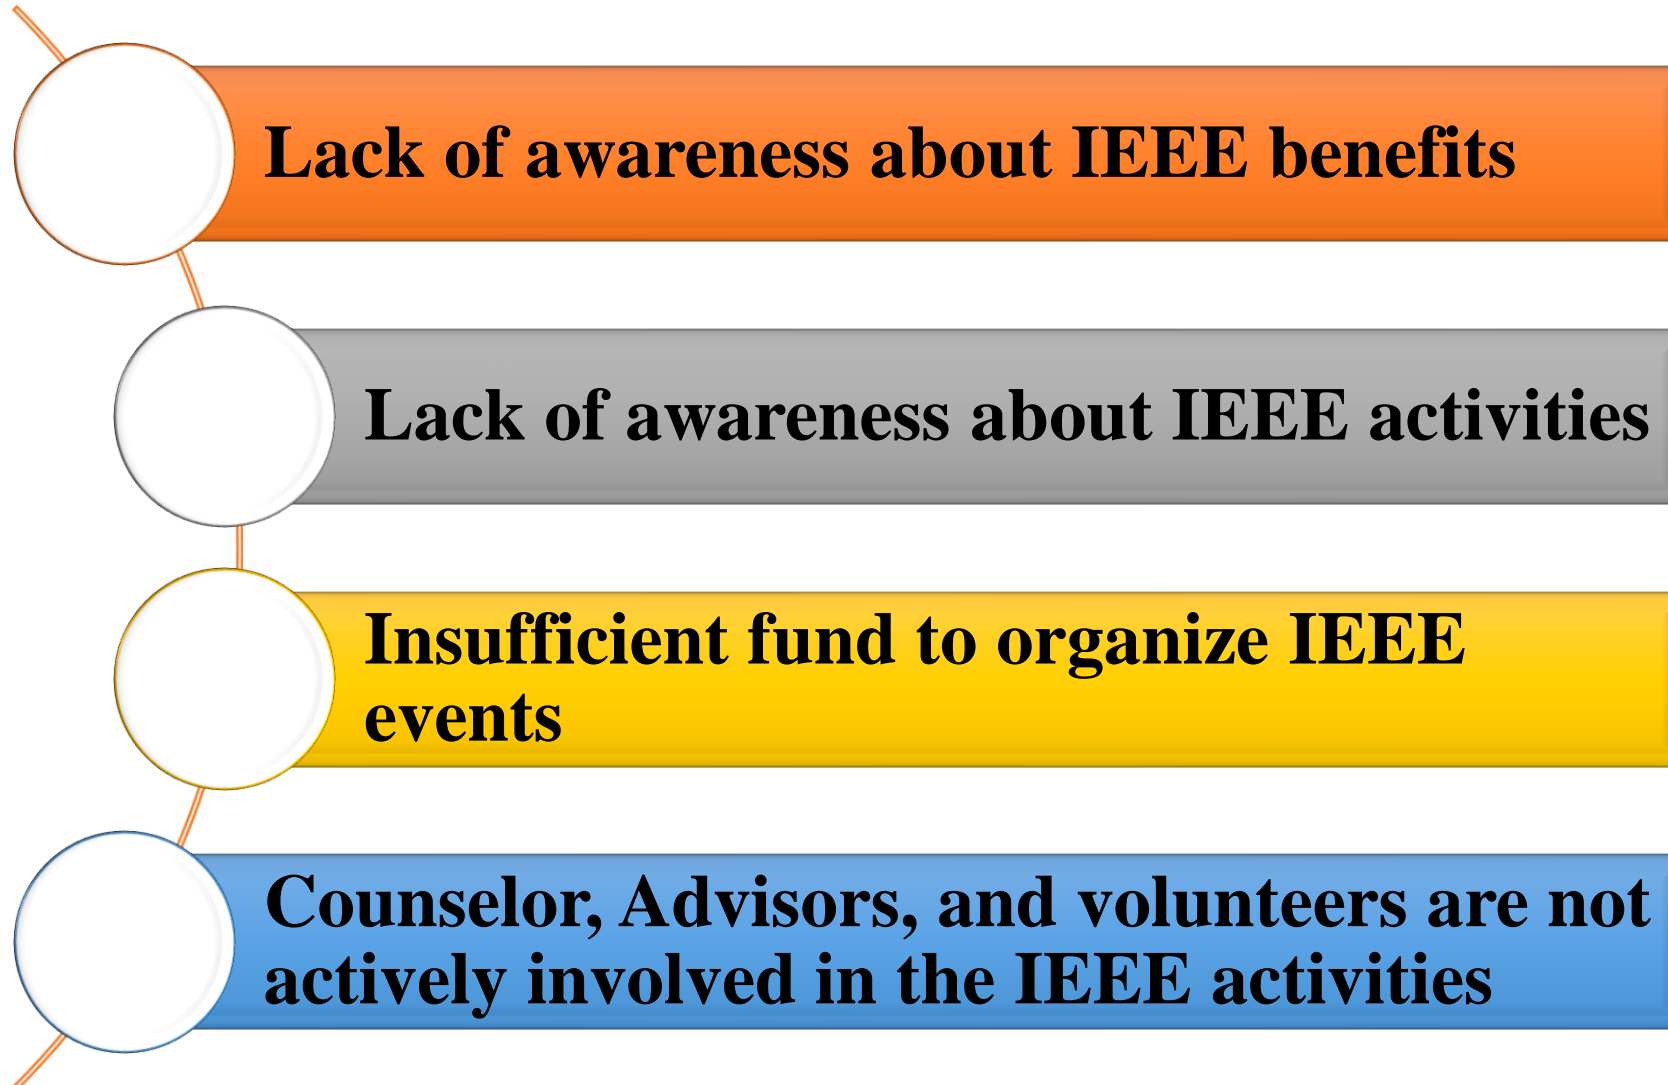 Lack of awareness about IEEE benefits
Lack of awareness about IEEE activities
Insufficient fund to organize IEEE
events
Counselor, Advisors, and volunteers are not
actively involved in the IEEE activities